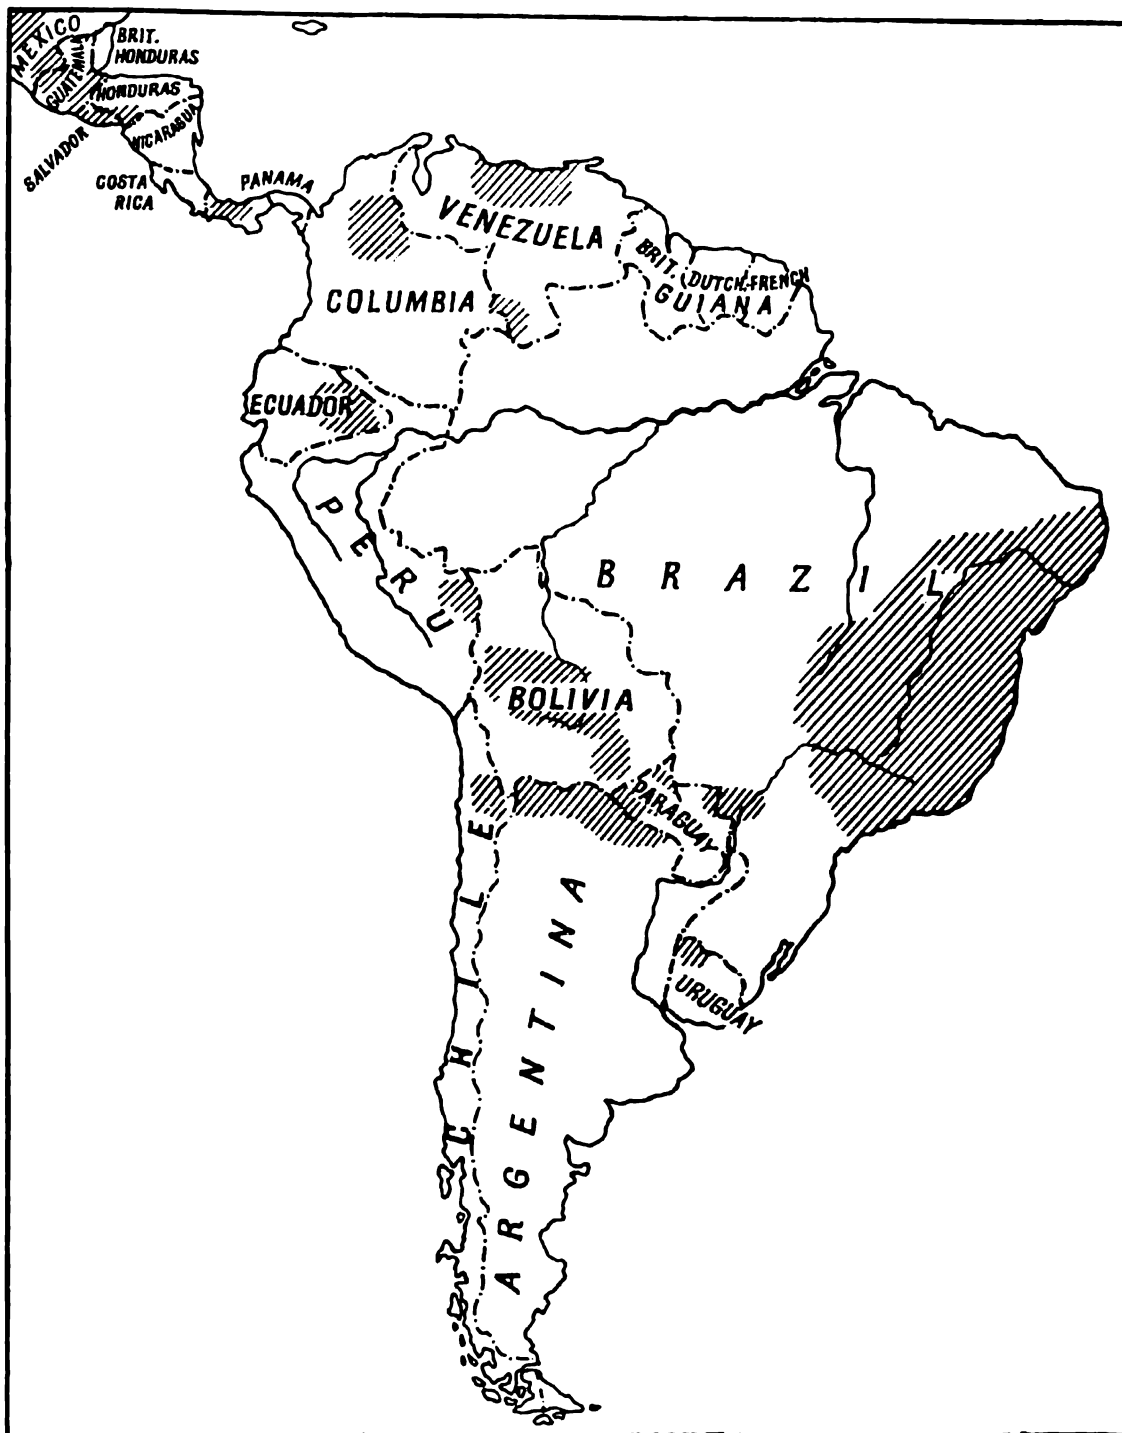 MEXICO
BRIT.
HONDURAS
GUATEMALA
HONDURAS
NICARAGUA
SALVADOR
COSTA
RICA
PANAMA
VENEZUELA
BRIT.
DUTCH-FRENCH
GUIANA
COLUMBIA
ECUADOR
PERU
BRAZIL
BOLIVIA
PARAGUAY
CHILE
ARGENTINA
URUGUAY